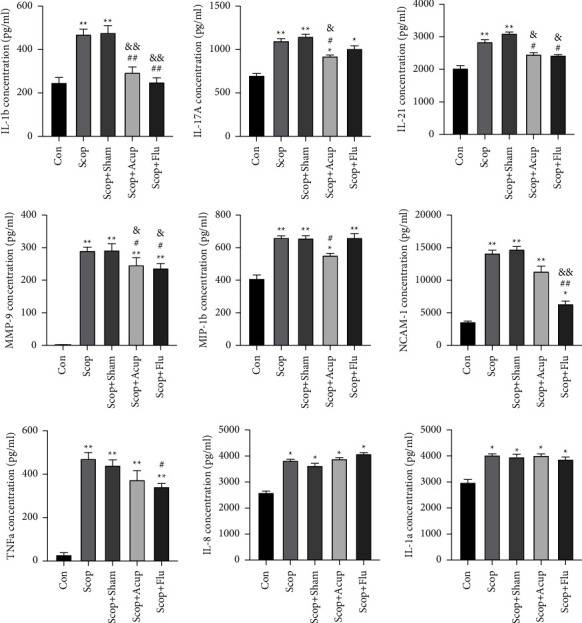 IL-1b concentration (pg/ml)
600
400
200
0
**
**
&&
##
&&
##
Con
Scop
Scop+Sham
Scop+Acup
Scop+Flu
IL-17A concentration (pg/ml)
1500
1000
500
0
**
**
&
#
*
*
Con
Scop
Scop+Sham
Scop+Acup
Scop+Flu
IL-21 concentration (pg/ml)
4000
3000
2000
1000
0
**
**
&
#
&
#
Con
Scop
Scop+Sham
Scop+Acup
Scop+Flu
MMP-9 concentration (pg/ml)
400
300
200
100
0
**
**
&
#
**
&
#
**
Con
Scop
Scop+Sham
Scop+Acup
Scop+Flu
MIP-1b concentration (pg/ml)
800
600
400
200
0
**
**
#
*
**
Con
Scop
Scop+Sham
Scop+Acup
Scop+Flu
NCAM-1 concentration (pg/ml)
20000
15000
10000
5000
0
**
**
**
&&
##
*
Con
Scop
Scop+Sham
Scop+Acup
Scop+Flu
TNFa concentration (pg/ml)
600
400
200
0
**
**
**
#
**
Con
Scop
Scop+Sham
Scop+Acup
Scop+Flu
IL-8 concentration (pg/ml)
5000
4000
3000
2000
1000
0
*
*
*
*
Con
Scop
Scop+Sham
Scop+Acup
Scop+Flu
IL-1a concentration (pg/ml)
5000
4000
3000
2000
1000
0
*
*
*
*
Con
Scop
Scop+Sham
Scop+Acup
Scop+Flu